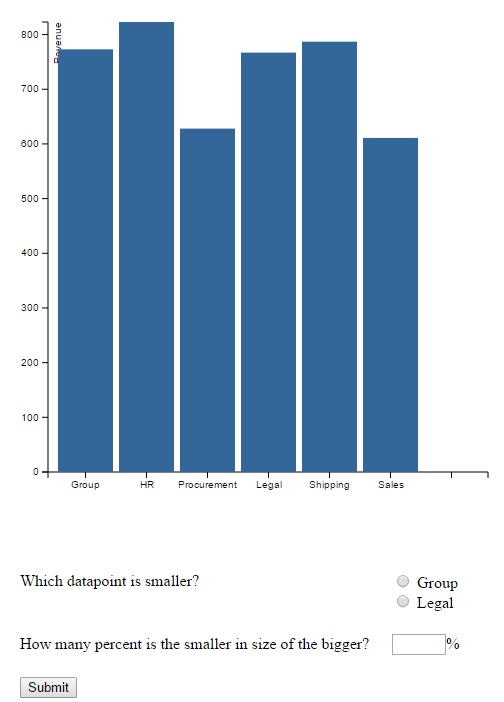 Revenue
800
700
600
500
400
300
200
100
0
Group HR Procurement Legal Shipping Sales
Which datapoint is smaller?
Group
Legal
How many percent is the smaller in size of the bigger? %
Submit